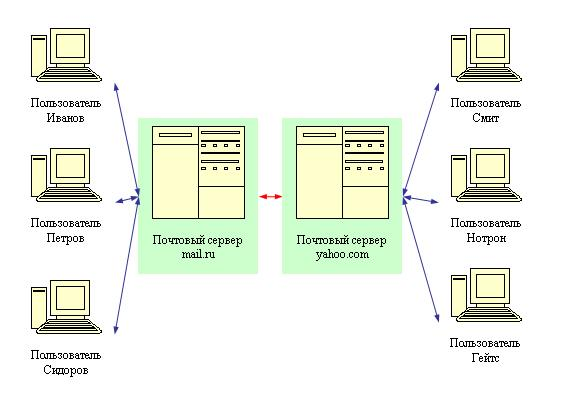 Пользователь
Иванов
Пользователь
Смит
Пользователь
Петров
Почтовый сервер
mail.ru
Почтовый сервер
yahoo.com
Пользователь
Нотрон
Пользователь
Сидоров
Пользователь
Гейтс